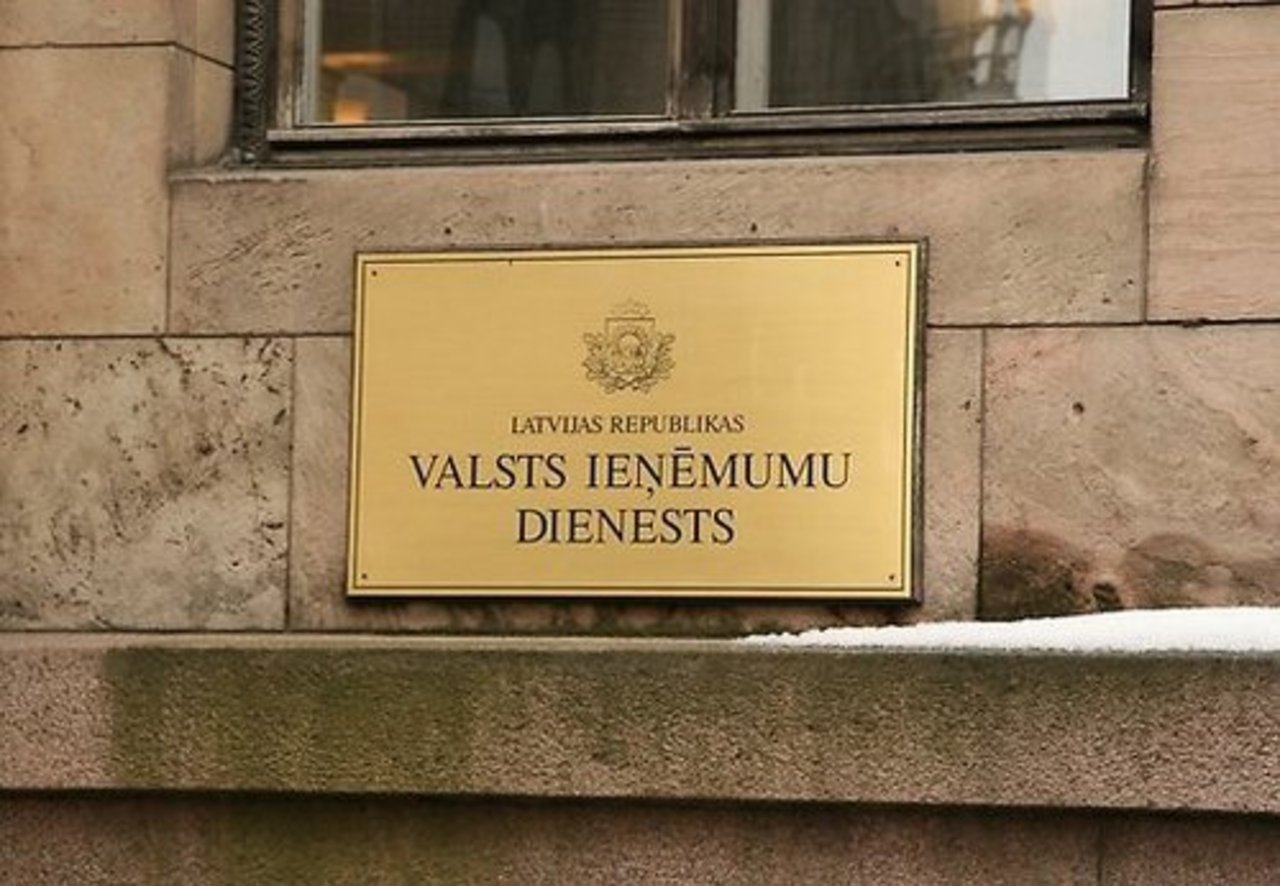 LATVIJAS REPUBLIKAS
VALSTS IEŅĒMUMU
DIENESTS